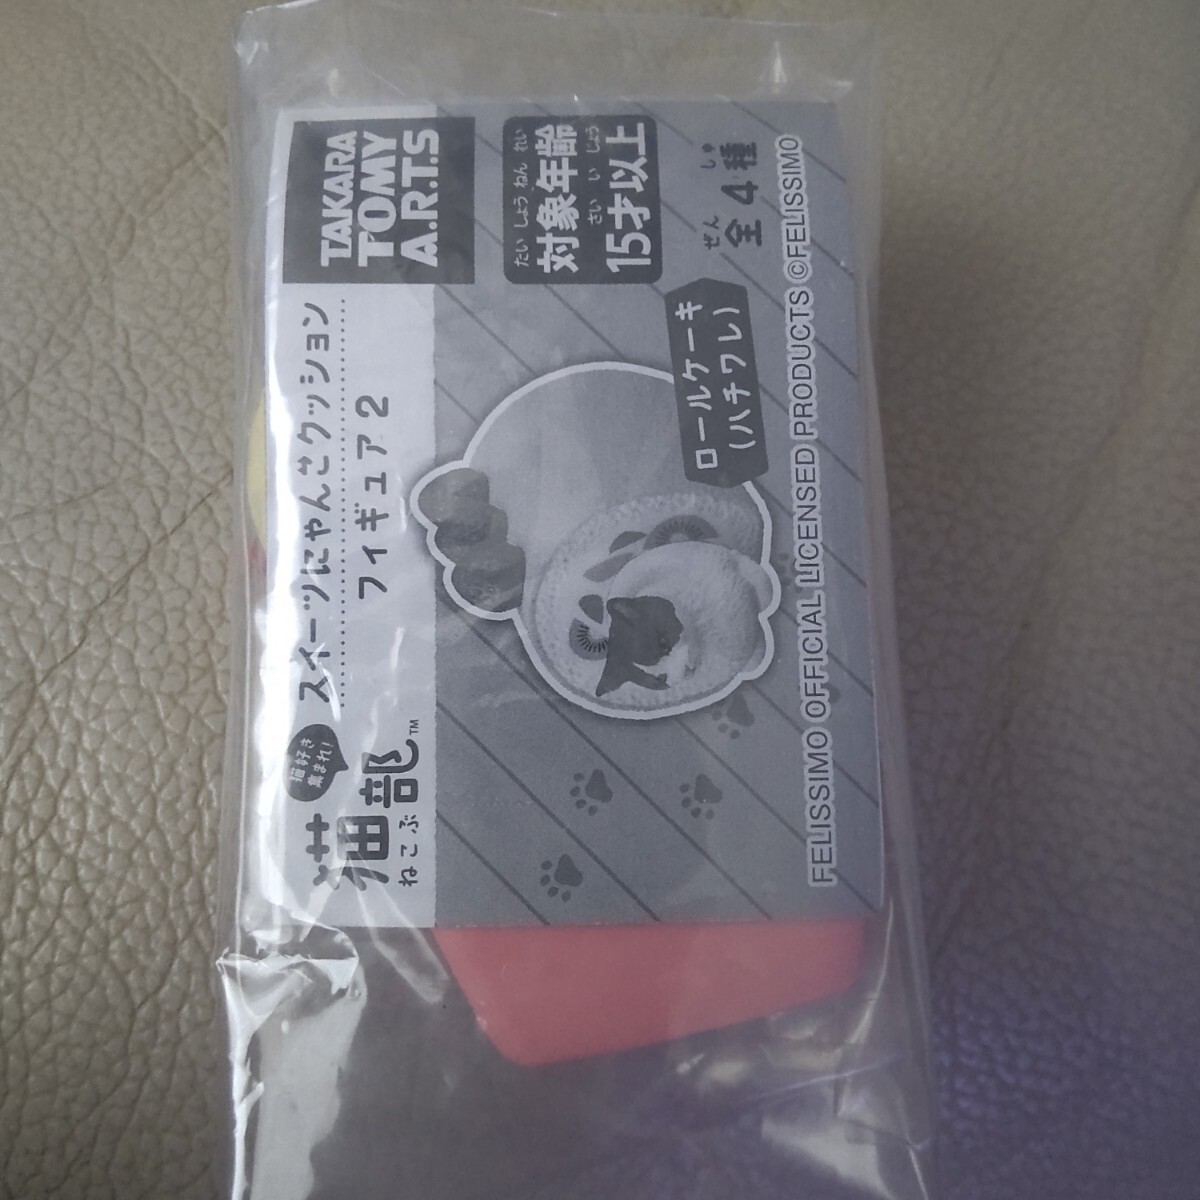 猫好き
集まれ！
猫部™
ねこぶ
スイーツにゃんこクッション
フィギュア2
TAKARA
TOMY
A.R.T.S
たいしょうねんれい
対象年齢
さいいじょう
15才以上
ぜん しゅ
全4種
ロールケーキ
(ハチワレ)
FELISSIMO OFFICIAL LICENSED PRODUCTS ©FELISSIMO